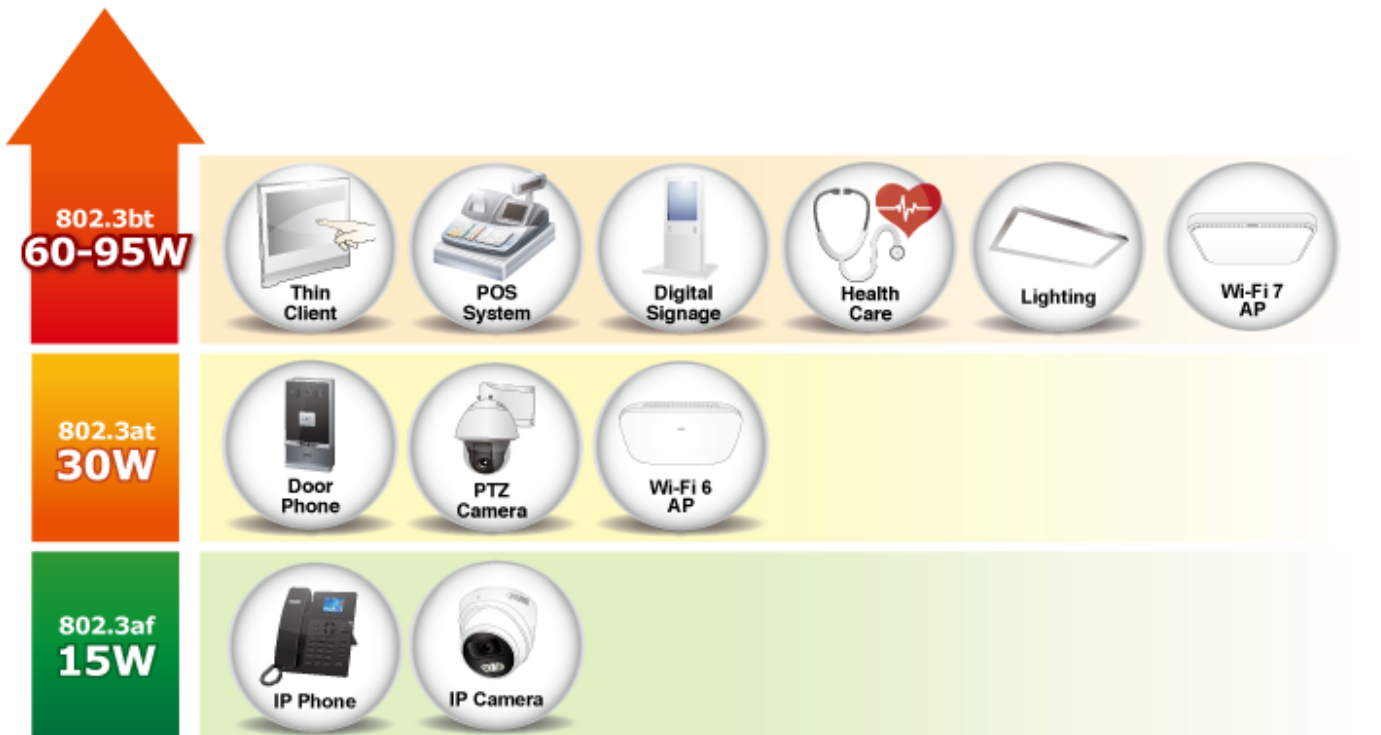 802.3bt
60-95W
Thin
Client
POS
System
Digital
Signage
Health
Care
Lighting
Wi-Fi 7
AP
802.3at
30W
Door
Phone
PTZ
Camera
Wi-Fi 6
AP
802.3af
15W
IP Phone
IP Camera